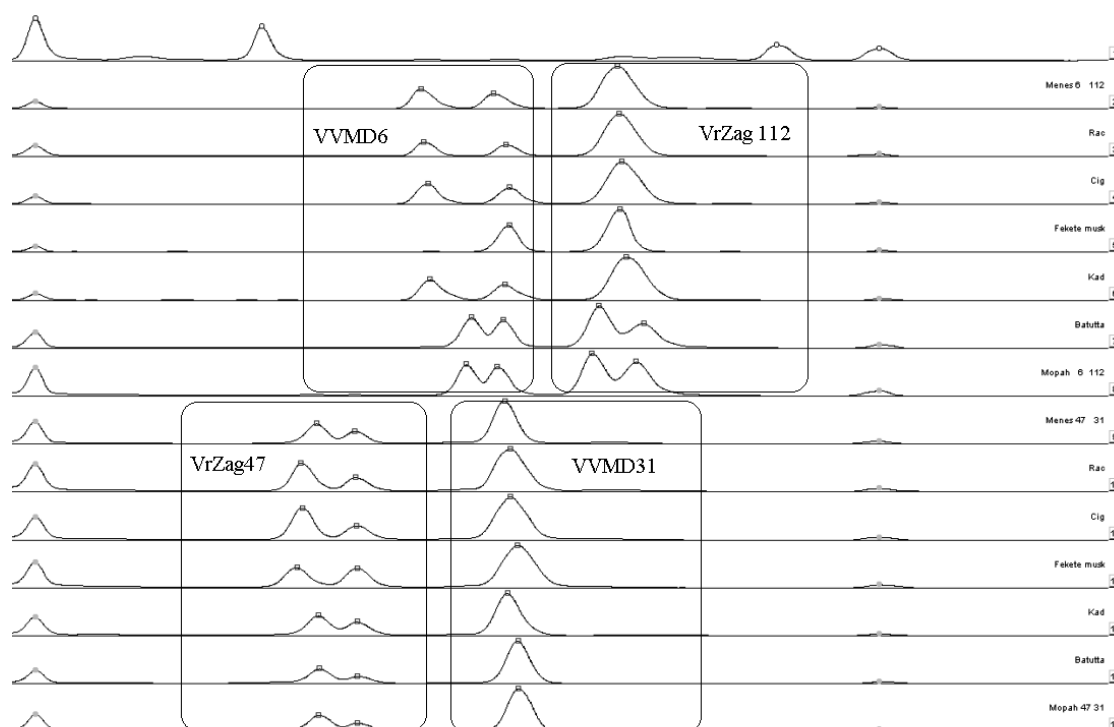 Menes 6 112
VVMD6
VrZag 112
Rac
Cig
Fekete musk
Kad
Batutta
Mopah 6 112
Menes 47 31
VrZag47
VVMD31
Rac
Cig
Fekete musk
Kad
Batutta
Mopah 47 31